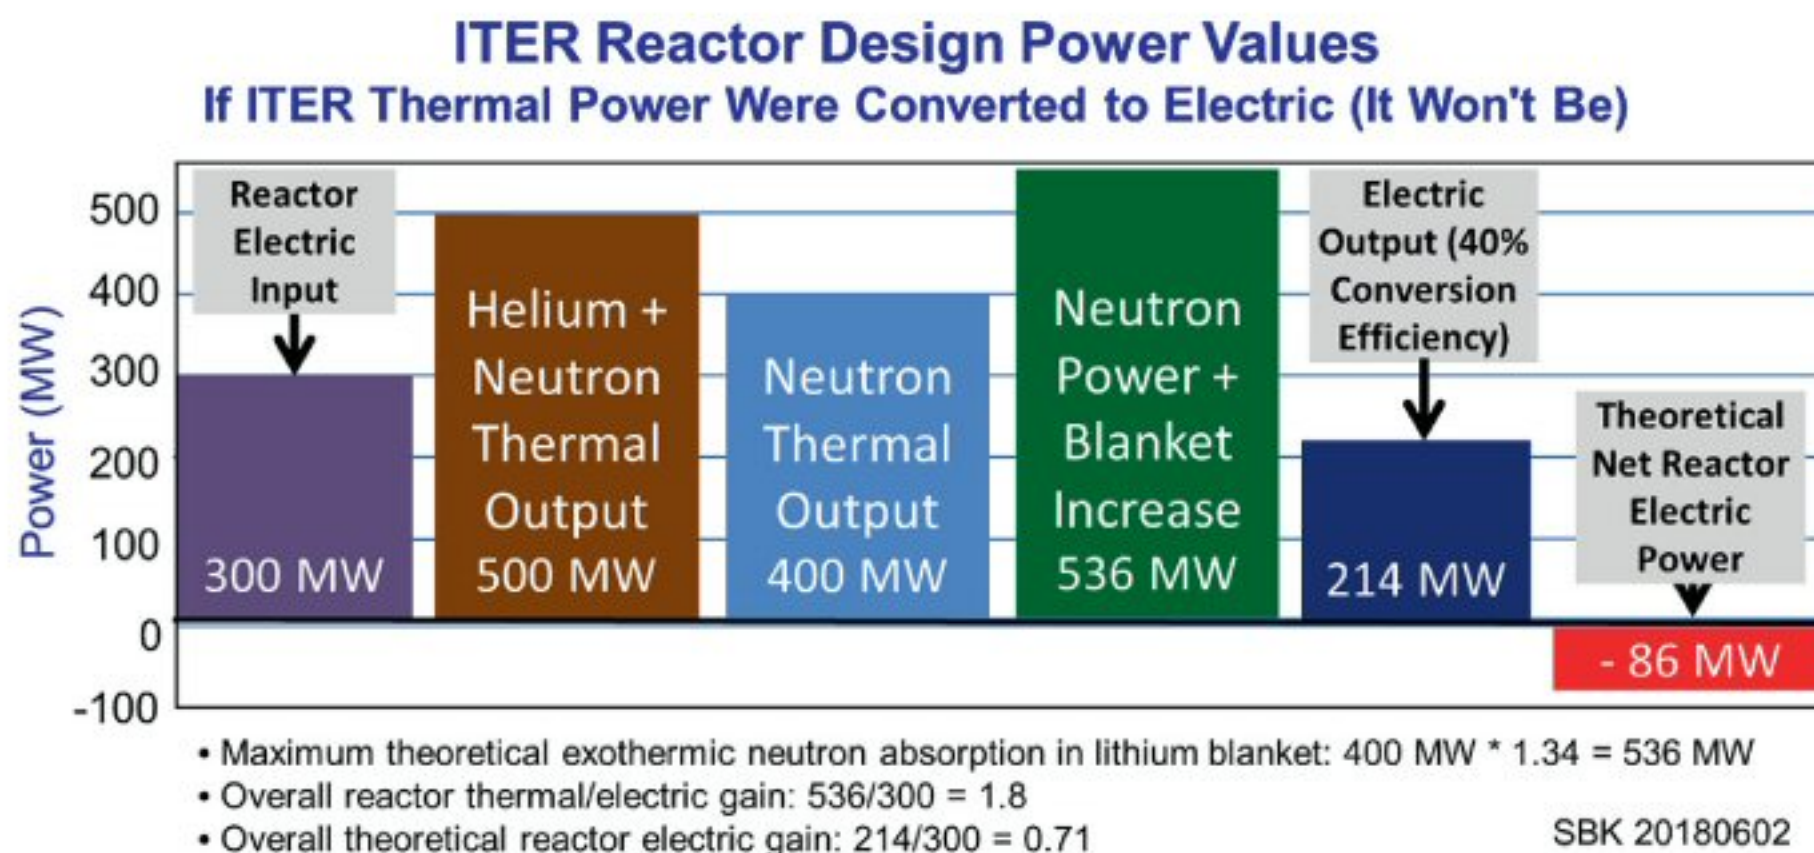 ITER Reactor Design Power Values
If ITER Thermal Power Were Converted to Electric (It Won't Be)
Power (MW)
500
400
300
200
100
0
-100
Reactor
Electric
Input
300 MW
Helium +
Neutron
Thermal
Output
500 MW
Neutron
Thermal
Output
400 MW
Neutron
Power +
Blanket
Increase
536 MW
Electric
Output (40%
Conversion
Efficiency)
214 MW
Theoretical
Net Reactor
Electric
Power
- 86 MW
• Maximum theoretical exothermic neutron absorption in lithium blanket: 400 MW * 1.34 = 536 MW
• Overall reactor thermal/electric gain: 536/300 = 1.8
• Overall theoretical reactor electric gain: 214/300 = 0.71
SBK 20180602